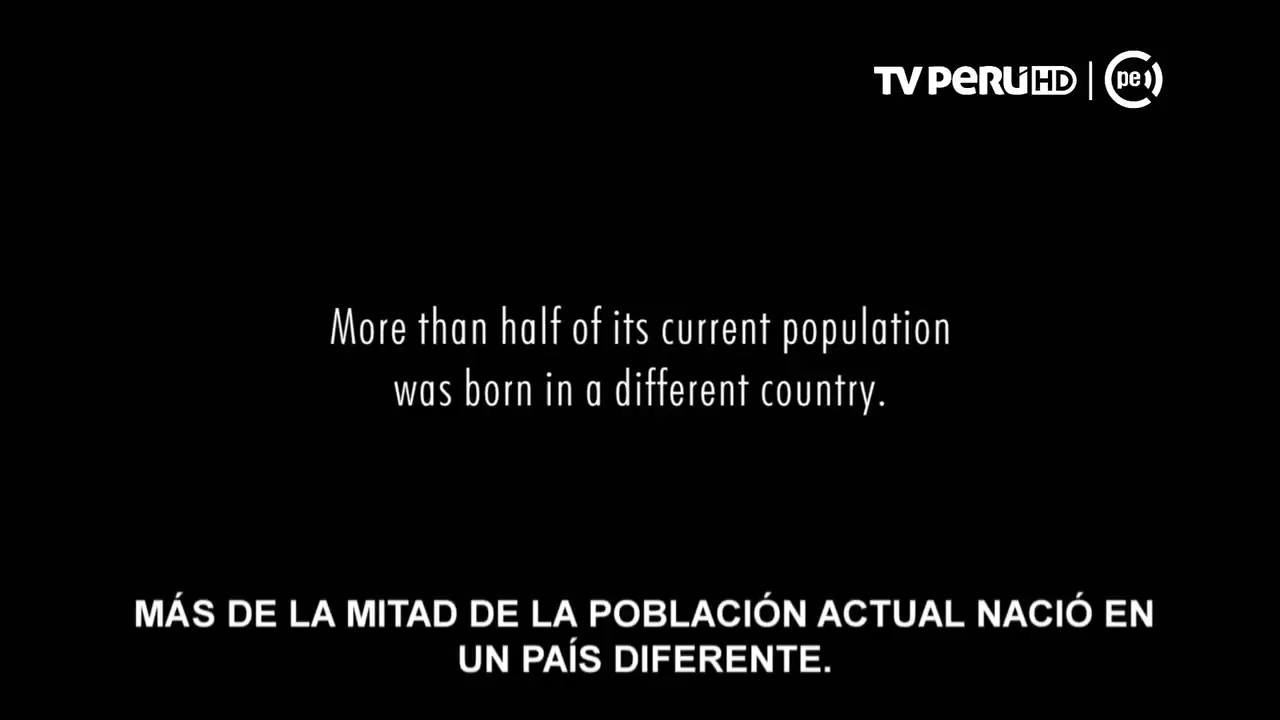 TV PERÚ HD | pe
More than half of its current population
was born in a different country.
MÁS DE LA MITAD DE LA POBLACIÓN ACTUAL NACIÓ EN
UN PAÍS DIFERENTE.